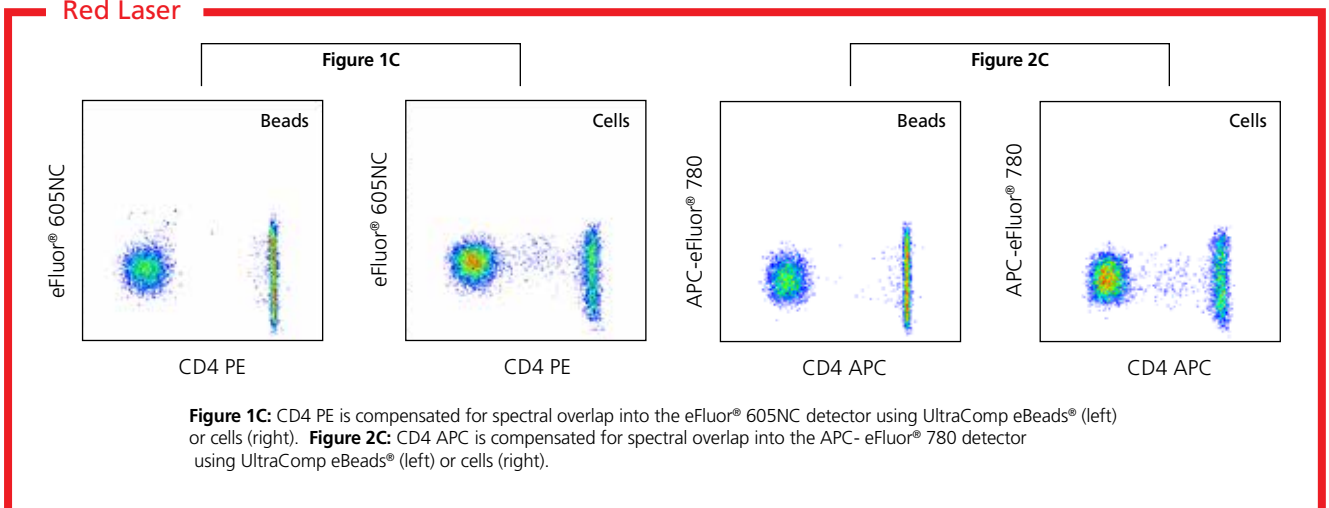 Red Laser
Figure 1C
Figure 2C
Beads
Cells
Beads
Cells
eFluor® 605NC
eFluor® 605NC
APC-eFluor® 780
APC-eFluor® 780
CD4 PE
CD4 PE
CD4 APC
CD4 APC
Figure 1C: CD4 PE is compensated for spectral overlap into the eFluor® 605NC detector using UltraComp eBeads® (left)
or cells (right). Figure 2C: CD4 APC is compensated for spectral overlap into the APC- eFluor® 780 detector
using UltraComp eBeads® (left) or cells (right).